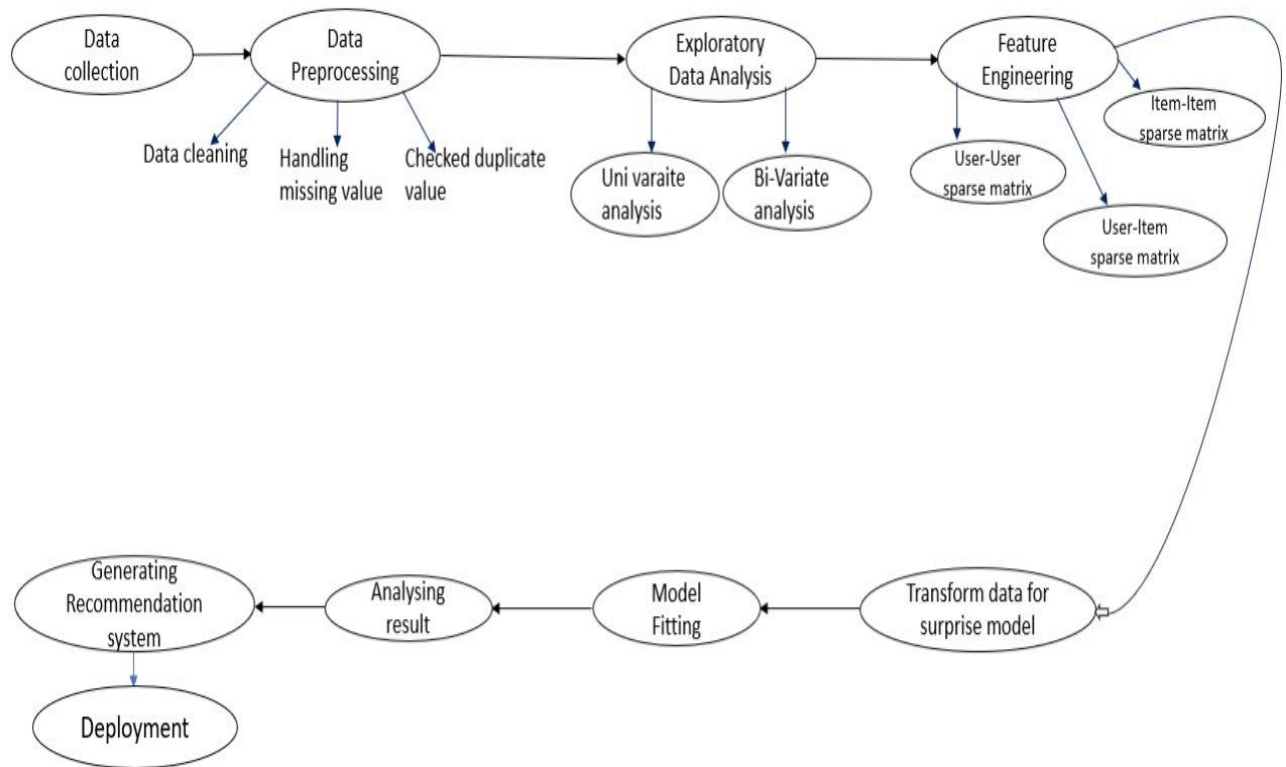 Data
collection
Data
Preprocessing
Exploratory
Data Analysis
Feature
Engineering
Data cleaning
Handling
missing value
Checked duplicate
value
Uni varaite
analysis
Bi-Variate
analysis
User-User
sparse matrix
Item-Item
sparse matrix
User-Item
sparse matrix
Transform data for
surprise model
Model
Fitting
Analysing
result
Generating
Recommendation
system
Deployment